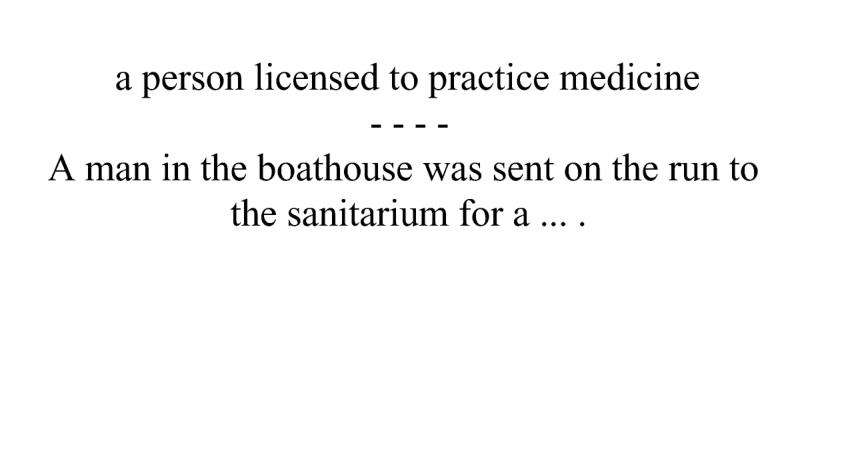 a person licensed to practice medicine
- - - -
A man in the boathouse was sent on the run to
the sanitarium for a ... .